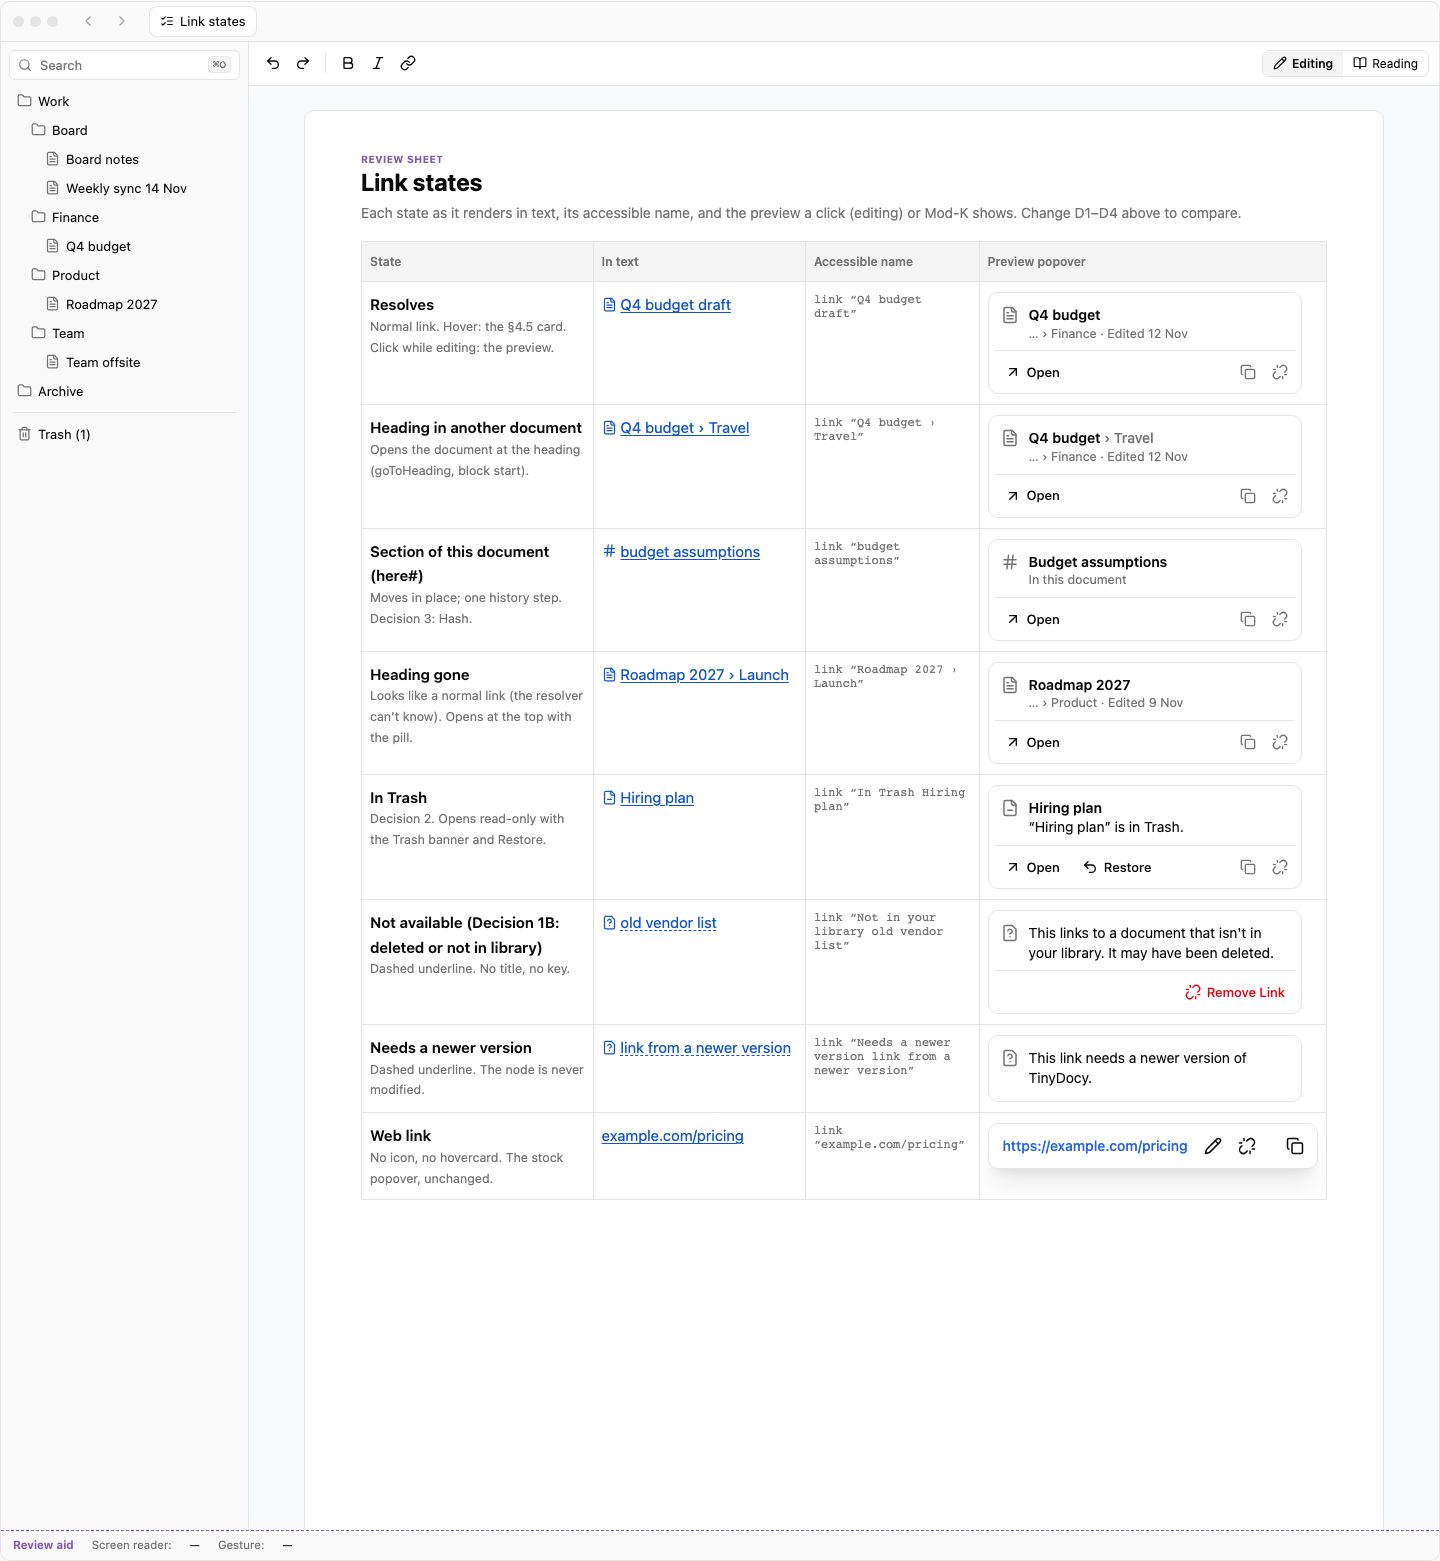 Link states
Search ⌘O
Work
Board
Board notes
Weekly sync 14 Nov
Finance
Q4 budget
Product
Roadmap 2027
Team
Team offsite
Archive
Trash (1)
B I
Editing Reading
REVIEW SHEET
Link states
Each state as it renders in text, its accessible name, and the preview a click (editing) or Mod-K shows. Change D1–D4 above to compare.
State In text Accessible name Preview popover
Resolves
Normal link. Hover: the §4.5 card.
Click while editing: the preview.
Q4 budget draft
link “Q4 budget
draft”
Q4 budget
... › Finance · Edited 12 Nov
Open
Heading in another document
Opens the document at the heading
(goToHeading, block start).
Q4 budget › Travel
link “Q4 budget ›
Travel”
Q4 budget › Travel
... › Finance · Edited 12 Nov
Open
Section of this document
(here#)
Moves in place; one history step.
Decision 3: Hash.
# budget assumptions
link “budget
assumptions”
# Budget assumptions
In this document
Open
Heading gone
Looks like a normal link (the resolver
can't know). Opens at the top with
the pill.
Roadmap 2027 › Launch
link “Roadmap 2027 ›
Launch”
Roadmap 2027
... › Product · Edited 9 Nov
Open
In Trash
Decision 2. Opens read-only with
the Trash banner and Restore.
Hiring plan
link “In Trash Hiring
plan”
Hiring plan
“Hiring plan” is in Trash.
Open Restore
Not available (Decision 1B:
deleted or not in library)
Dashed underline. No title, no key.
old vendor list
link “Not in your
library old vendor
list”
This links to a document that isn't in
your library. It may have been deleted.
Remove Link
Needs a newer version
Dashed underline. The node is never
modified.
link from a newer version
link “Needs a newer
version link from a
newer version”
This link needs a newer version of
TinyDocy.
Web link
No icon, no hovercard. The stock
popover, unchanged.
example.com/pricing
link
“example.com/pricing”
https://example.com/pricing
Review aid Screen reader: — Gesture: —